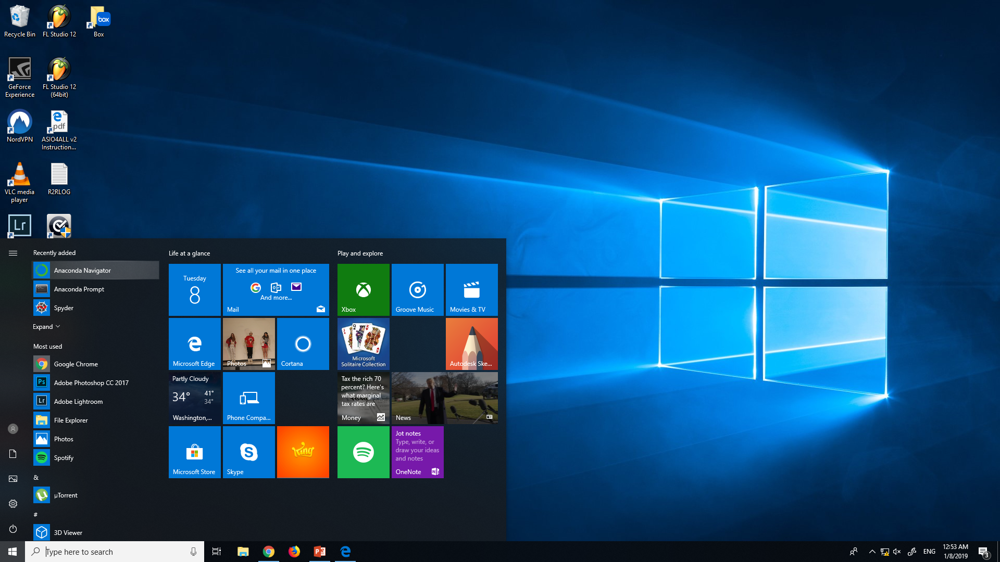 Recycle Bin
FL Studio 12
box
Box
GeForce
Experience
FL Studio 12
(64bit)
NordVPN
pdf
ASIO4ALL v2
Instruction...
VLC media
player
R2RLOG
Lr
Recently added
Anaconda Navigator
Anaconda Prompt
Spyder
Expand
Most used
Google Chrome
Ps
Adobe Photoshop CC 2017
Lr
Adobe Lightroom
File Explorer
Photos
Spotify
&
µTorrent
#
3D Viewer
Life at a glance
Tuesday
8
See all your mail in one place
And more...
Mail
Microsoft Edge
Photos
Cortana
Partly Cloudy
34°
41°
34°
Washington,...
Phone Compa...
Microsoft Store
Skype
King
Play and explore
Xbox
Groove Music
Movies & TV
J
Q
K
Microsoft
Solitaire Collection
Autodesk Ske...
Tax the rich 70
percent? Here's
what marginal
tax rates are
Money
News
Jot notes
Type, write, or
draw your ideas
and notes
OneNote
Type here to search
ENG
12:53 AM
1/8/2019
3